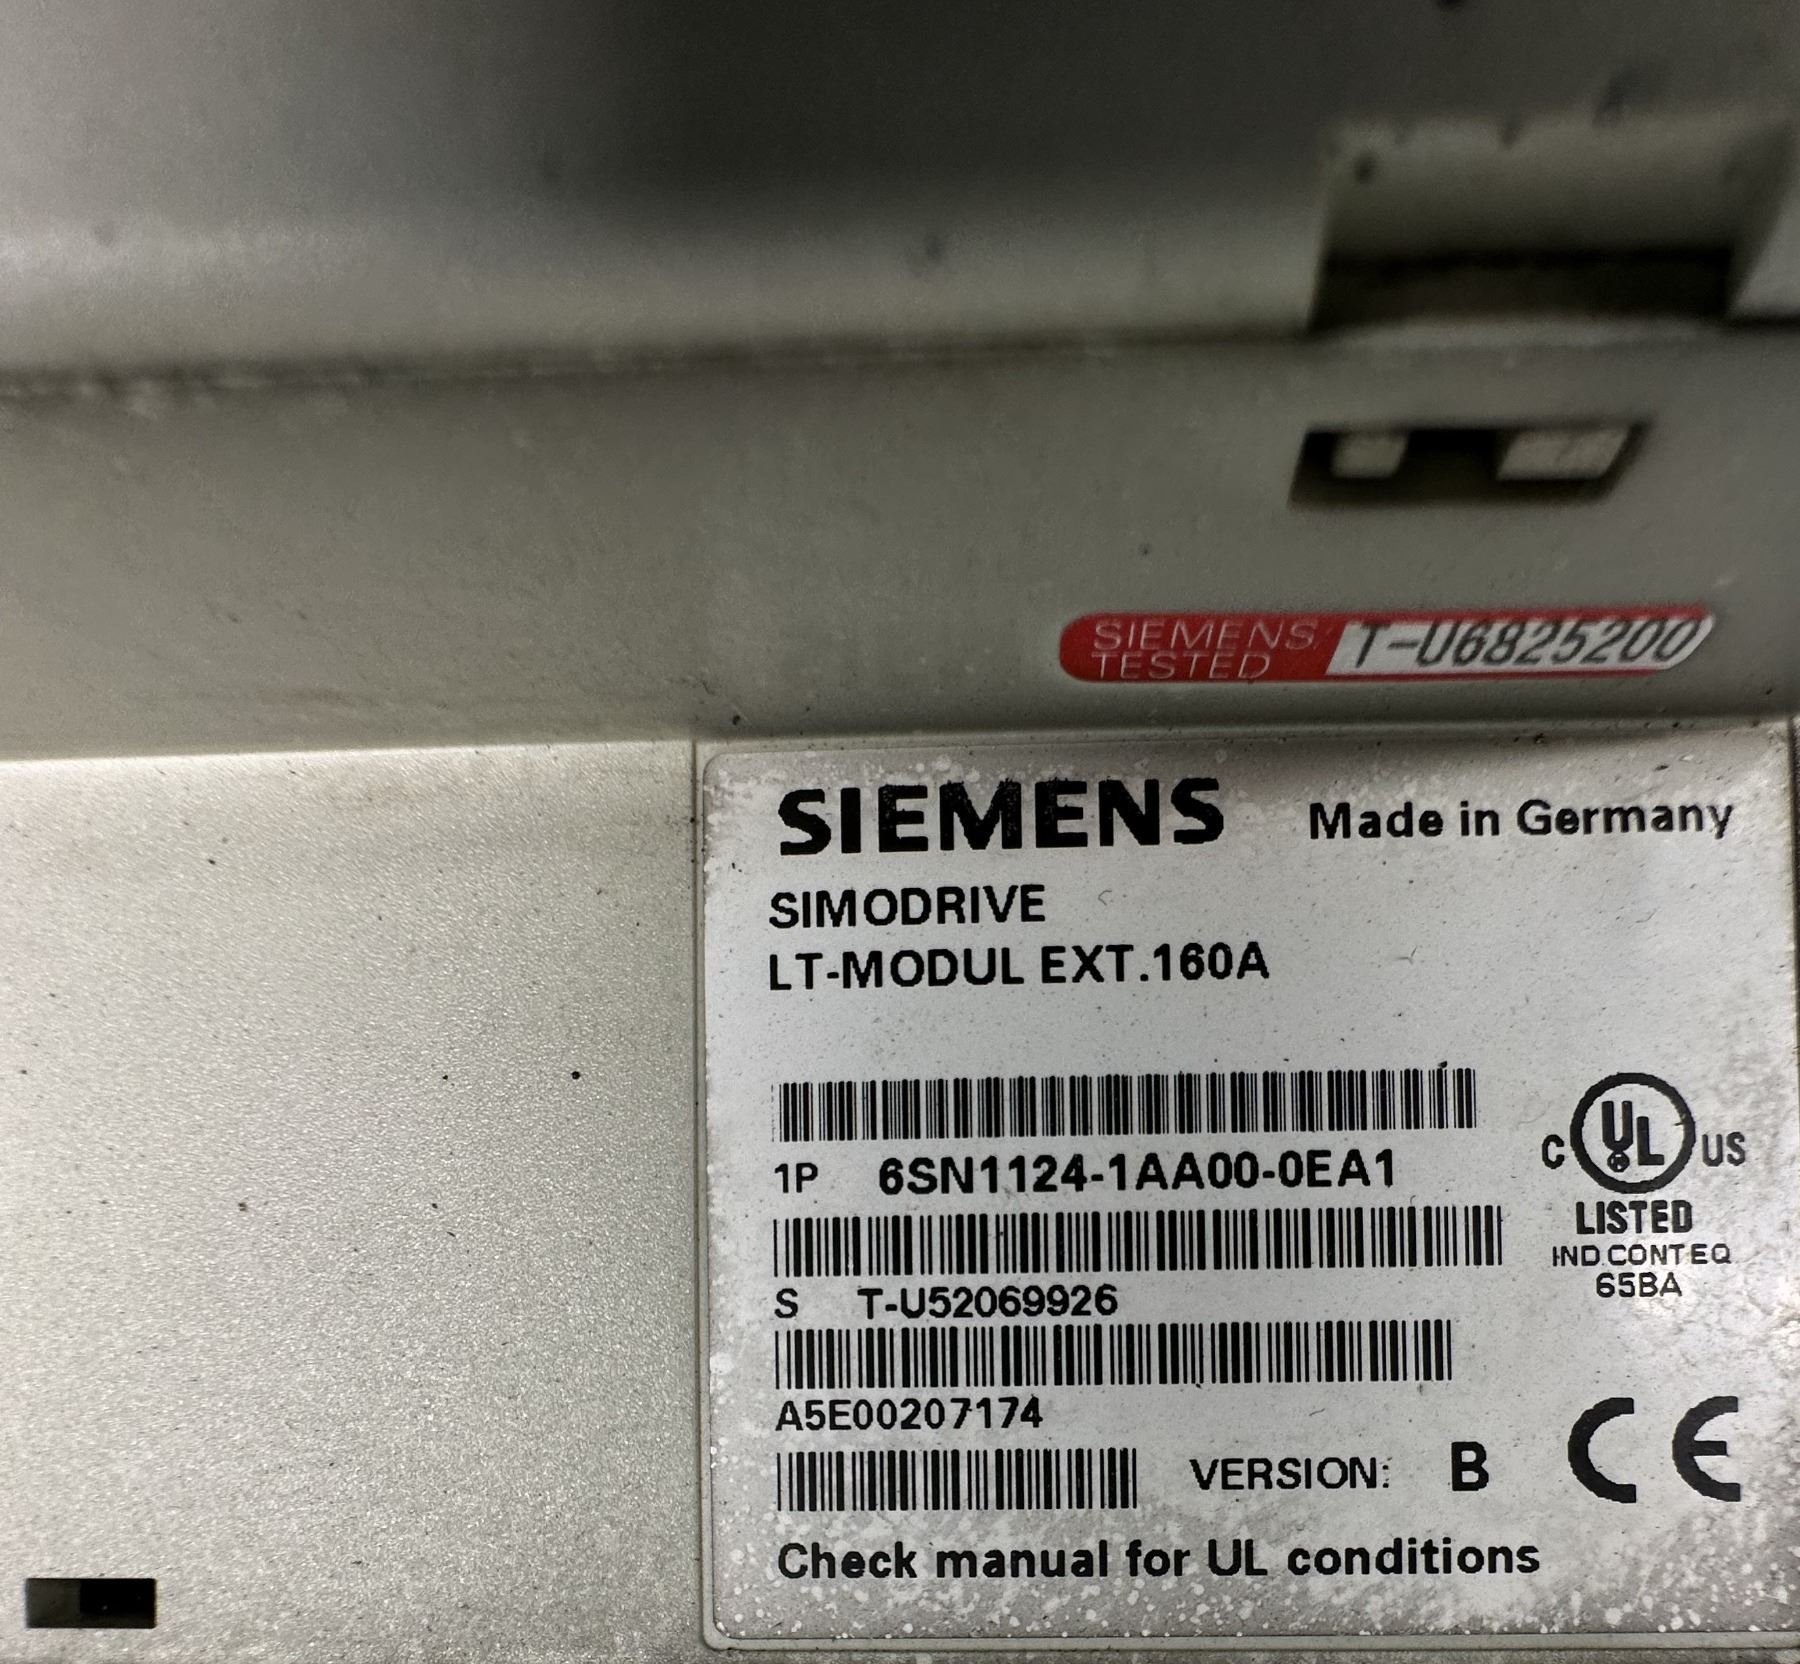 SIEMENS
TESTED
T-U6825200
SIEMENS Made in Germany
SIMODRIVE
LT-MODUL EXT.160A
1P 6SN1124-1AA00-0EA1
C UL US
LISTED
IND.CONT.EQ
65BA
S T-U52069926
A5E00207174
VERSION: B
CE
Check manual for UL conditions